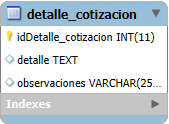 detalle_cotizacion
idDetalle_cotizacion INT(11)
detalle TEXT
observaciones VARCHAR(25...
Indexes